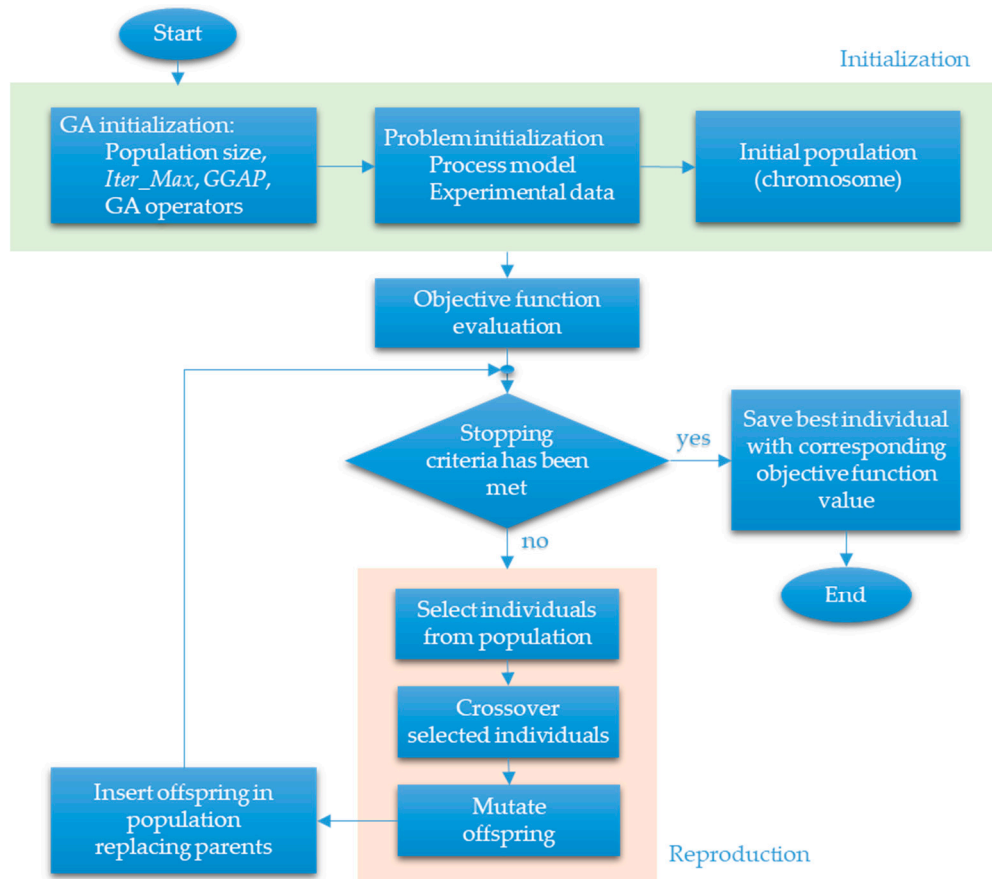 Start
Initialization
GA initialization:
Population size,
Iter_Max, GGAP,
GA operators
Problem initialization
Process model
Experimental data
Initial population
(chromosome)
Objective function
evaluation
Stopping
criteria has been
met
yes
Save best individual
with corresponding
objective function
value
no
End
Select individuals
from population
Crossover
selected individuals
Mutate
offspring
Insert offspring in
population
replacing parents
Reproduction